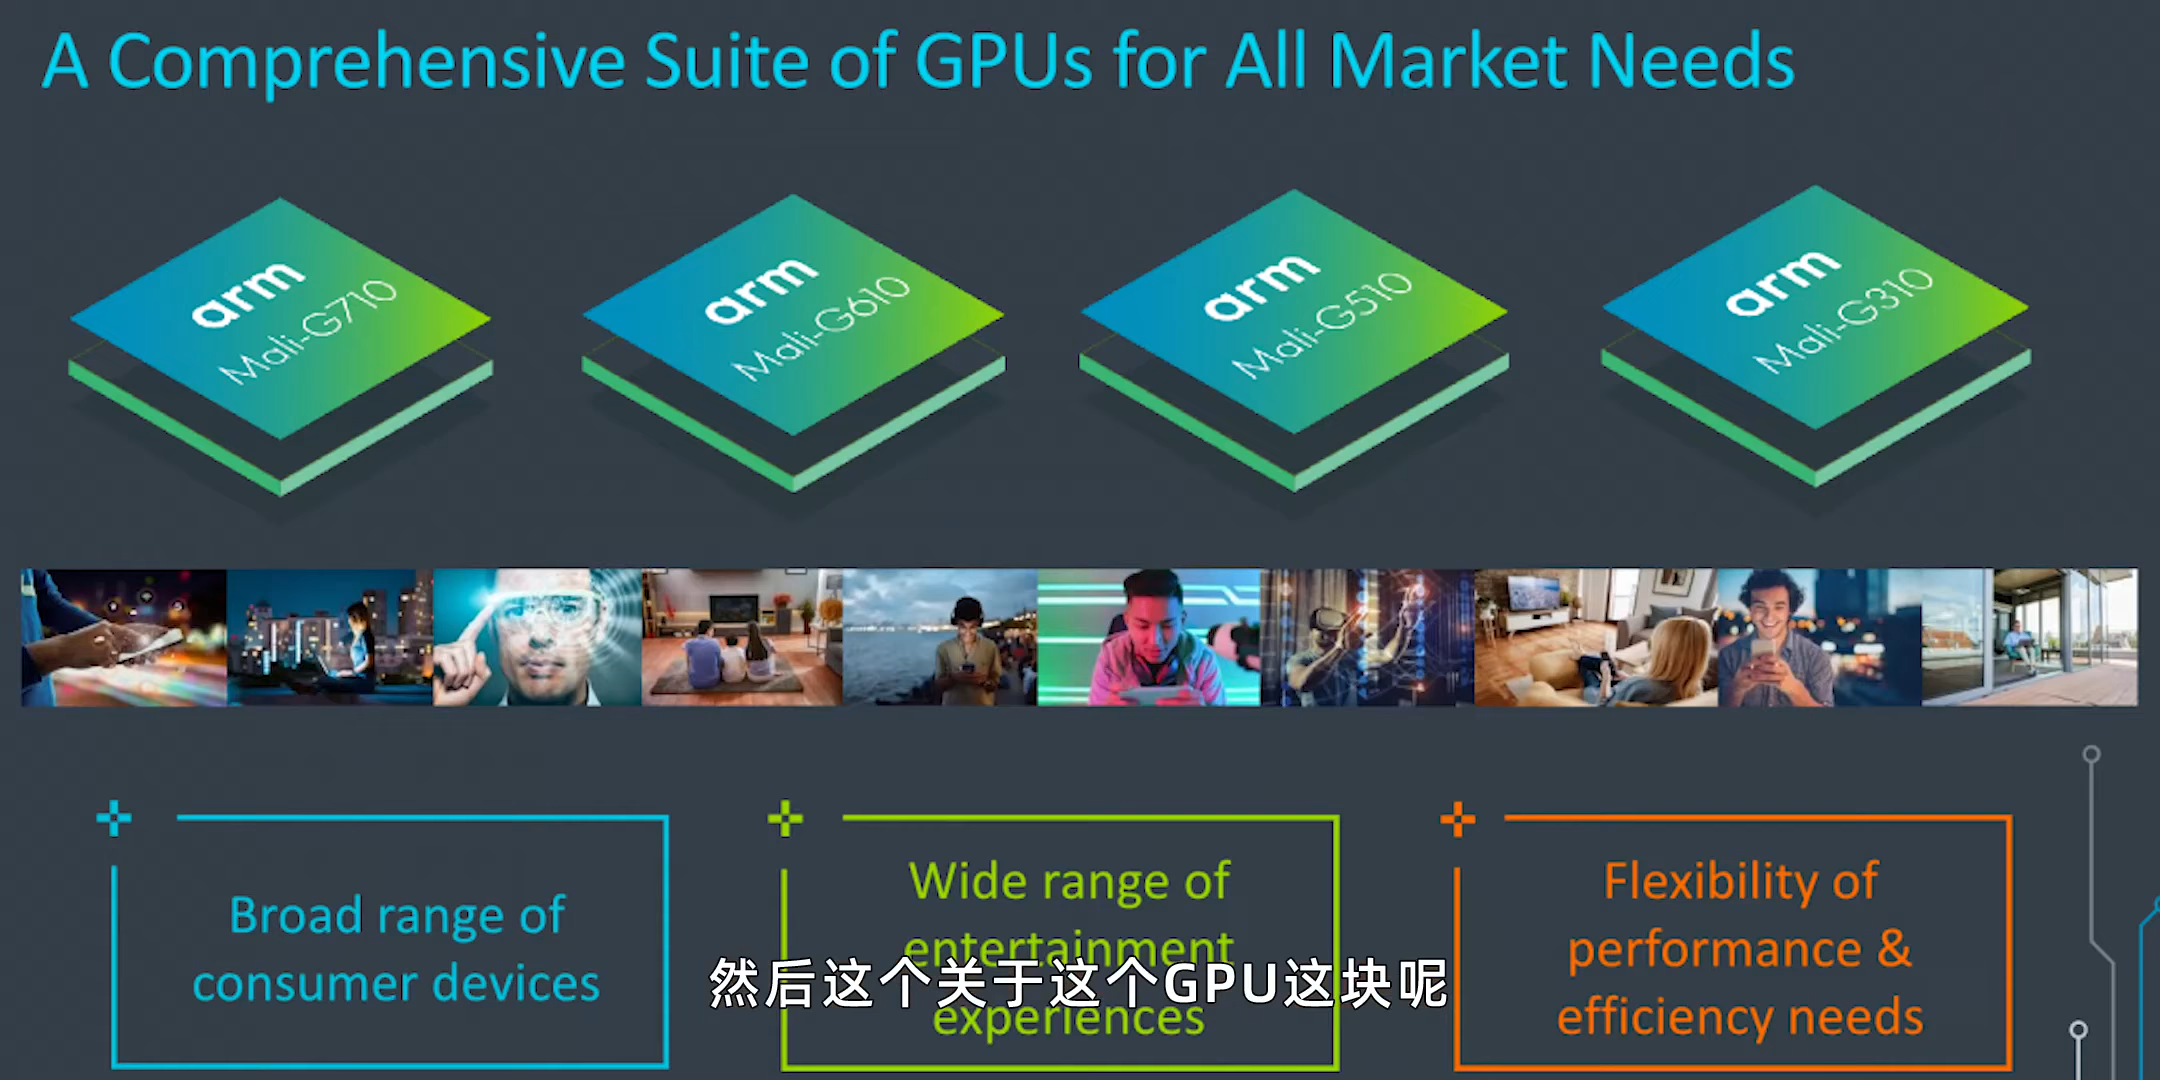 A Comprehensive Suite of GPUs for All Market Needs
arm
Mali-G710
arm
Mali-G610
arm
Mali-G510
arm
Mali-G310
Broad range of
consumer devices
Wide range of
entertainment
experiences
Flexibility of
performance &
efficiency needs
然后这个关于这个GPU这块呢